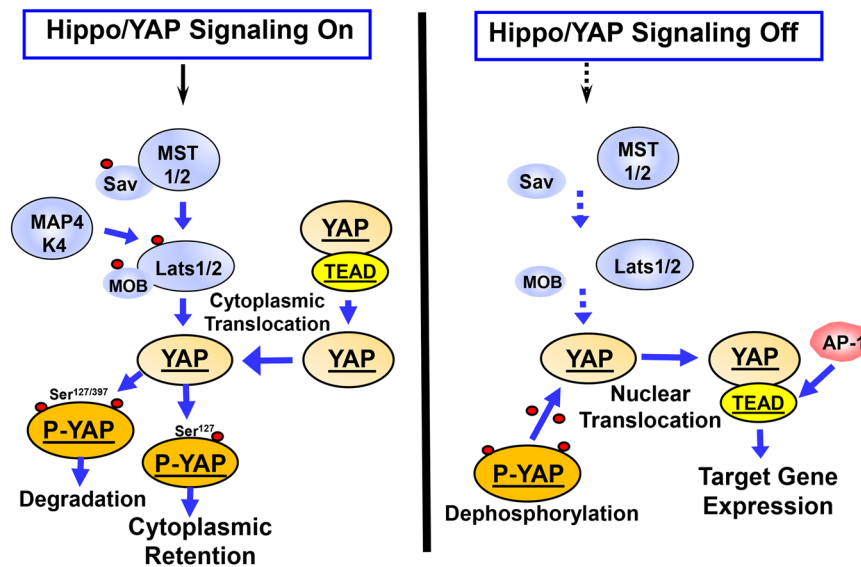 Hippo/YAP Signaling On
MST
1/2
Sav
MAP4
K4
Lats1/2
MOB
YAP
TEAD
Cytoplasmic
Translocation
YAP
YAP
Ser127/397
P-YAP
Degradation
Ser127
P-YAP
Cytoplasmic
Retention
Hippo/YAP Signaling Off
MST
1/2
Sav
Lats1/2
MOB
YAP
YAP
TEAD
AP-1
Nuclear
Translocation
P-YAP
Dephosphorylation
Target Gene
Expression